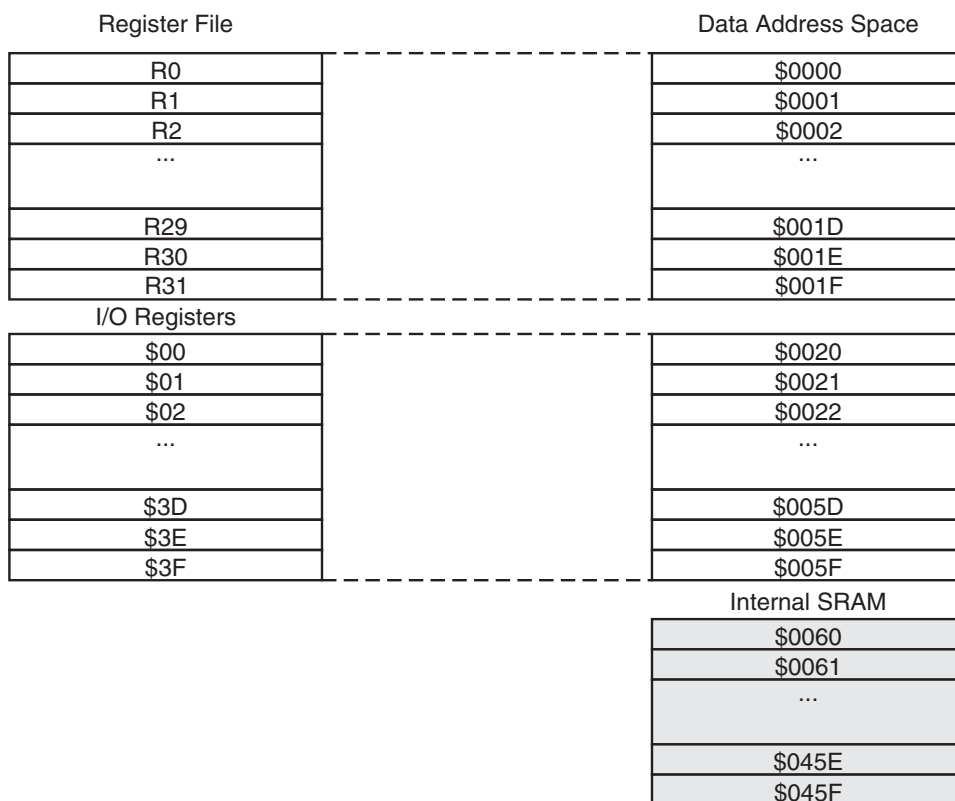 Register File
Data Address Space
R0
$0000
R1
$0001
R2
$0002
...
...
R29
$001D
R30
$001E
R31
$001F
I/O Registers
$00
$0020
$01
$0021
$02
$0022
...
...
$3D
$005D
$3E
$005E
$3F
$005F
Internal SRAM
$0060
$0061
...
$045E
$045F